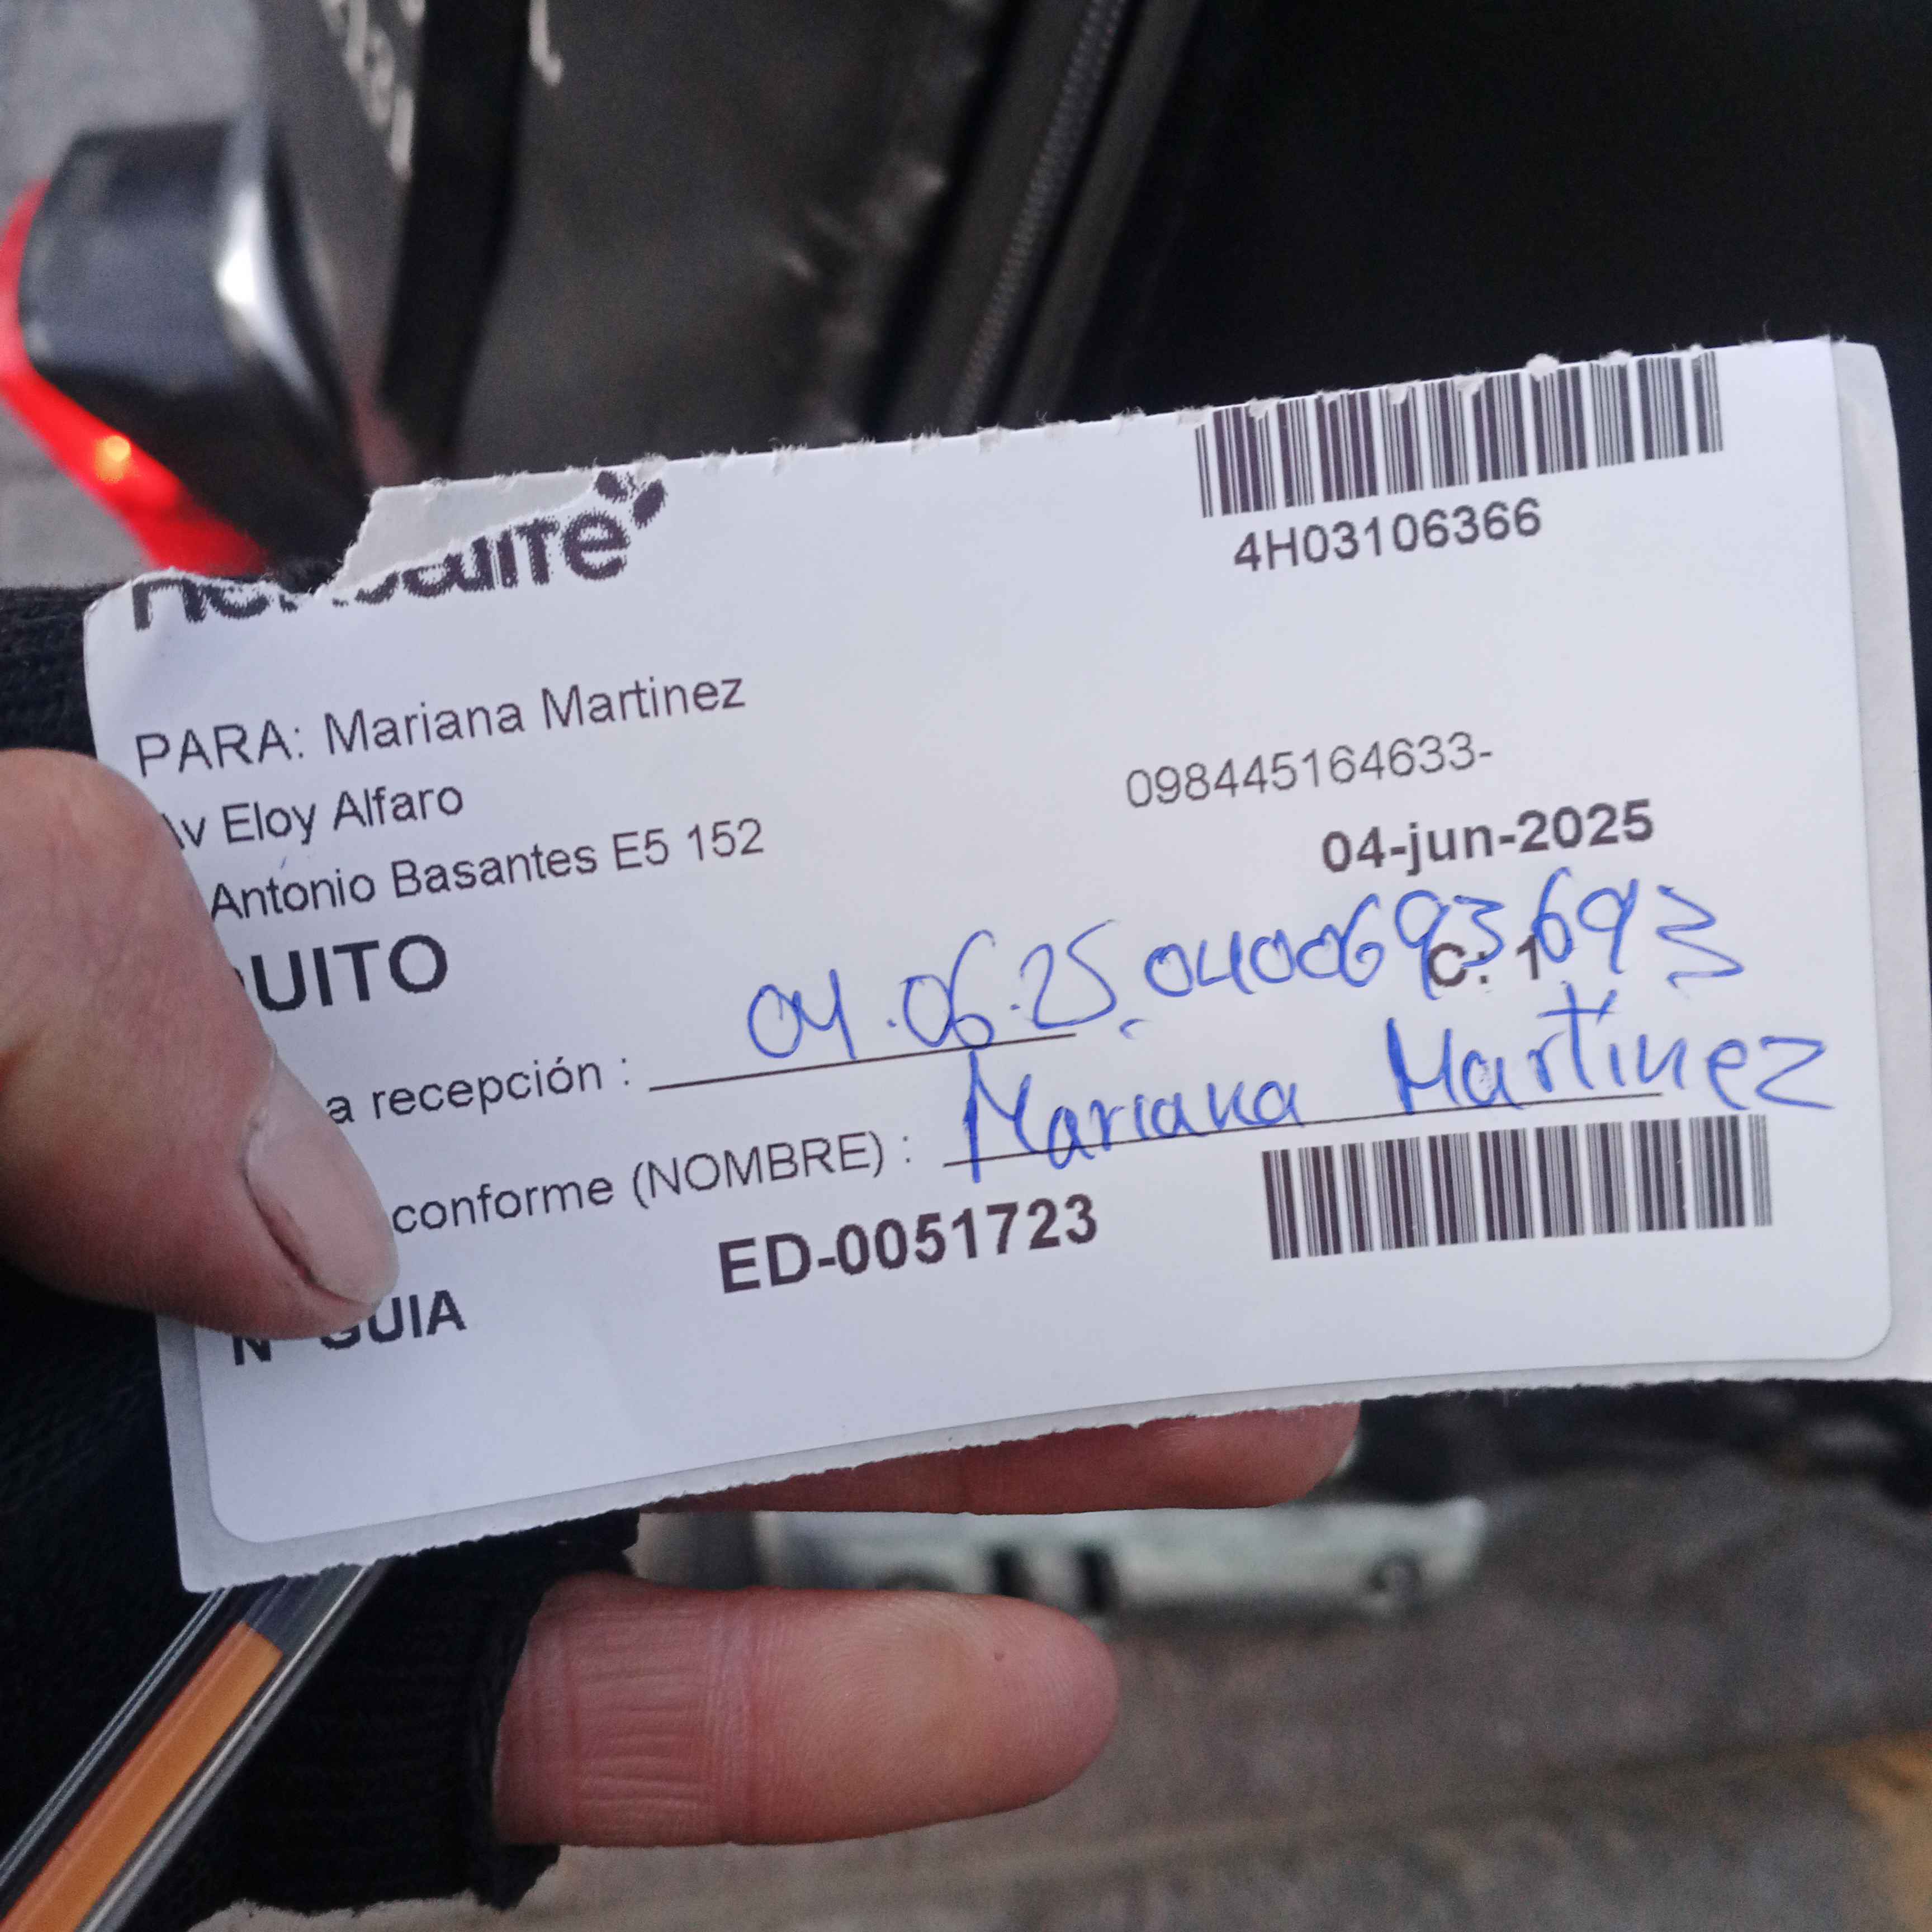 4H03106366
PARA: Mariana Martinez
Av Eloy Alfaro
098445164633-
Antonio Basantes E5 152
04-jun-2025
UITO
C: 1
a recepción : 04.06.25. 0400693693
conforme (NOMBRE) : Mariana Martinez
N° GUIA
ED-0051723